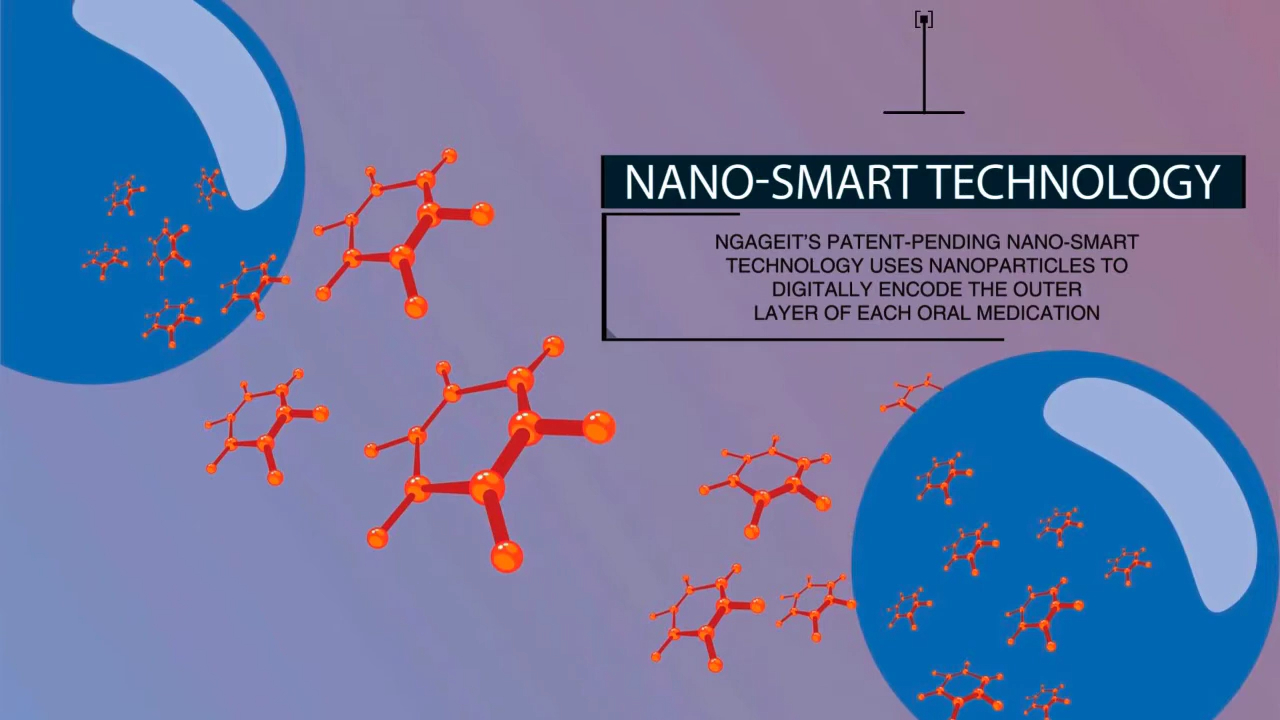 NANO-SMART TECHNOLOGY
NGAGEIT'S PATENT-PENDING NANO-SMART
TECHNOLOGY USES NANOPARTICLES TO
DIGITALLY ENCODE THE OUTER
LAYER OF EACH ORAL MEDICATION